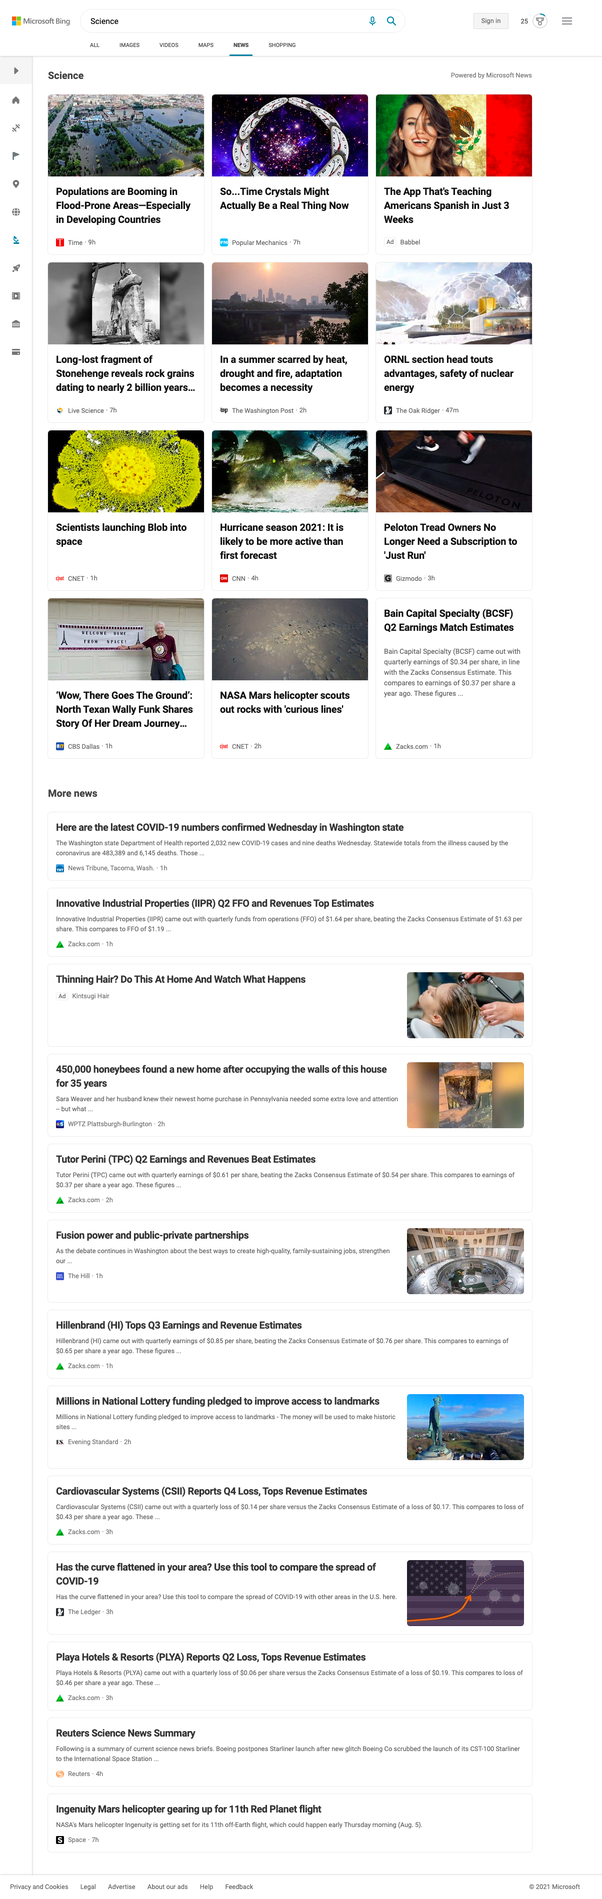 Microsoft Bing
Science
Sign in
25
ALL IMAGES VIDEOS MAPS NEWS SHOPPING
Science
Powered by Microsoft News
Populations are Booming in
Flood-Prone Areas—Especially
in Developing Countries
Time · 9h
So...Time Crystals Might
Actually Be a Real Thing Now
Popular Mechanics · 7h
The App That's Teaching
Americans Spanish in Just 3
Weeks
Ad Babbel
Long-lost fragment of
Stonehenge reveals rock grains
dating to nearly 2 billion years...
Live Science · 7h
In a summer scarred by heat,
drought and fire, adaptation
becomes a necessity
wp The Washington Post · 2h
ORNL section head touts
advantages, safety of nuclear
energy
The Oak Ridger · 47m
Scientists launching Blob into
space
CNET · 1h
Hurricane season 2021: It is
likely to be more active than
first forecast
CNN · 4h
PELOTON
Peloton Tread Owners No
Longer Need a Subscription to
'Just Run'
Gizmodo · 3h
WELCOME HOME
FROM SPACE!
'Wow, There Goes The Ground':
North Texan Wally Funk Shares
Story Of Her Dream Journey...
CBS Dallas · 1h
NASA Mars helicopter scouts
out rocks with 'curious lines'
CNET · 2h
Bain Capital Specialty (BCSF)
Q2 Earnings Match Estimates
Bain Capital Specialty (BCSF) came out with
quarterly earnings of $0.34 per share, in line
with the Zacks Consensus Estimate. This
compares to earnings of $0.37 per share a
year ago. These figures ...
Zacks.com · 1h
More news
Here are the latest COVID-19 numbers confirmed Wednesday in Washington state
The Washington state Department of Health reported 2,032 new COVID-19 cases and nine deaths Wednesday. Statewide totals from the illness caused by the
coronavirus are 483,389 and 6,145 deaths. Those ...
News Tribune, Tacoma, Wash. · 1h
Innovative Industrial Properties (IIPR) Q2 FFO and Revenues Top Estimates
Innovative Industrial Properties (IIPR) came out with quarterly funds from operations (FFO) of $1.64 per share, beating the Zacks Consensus Estimate of $1.63 per
share. This compares to FFO of $1.19 ...
Zacks.com · 1h
Thinning Hair? Do This At Home And Watch What Happens
Ad Kintsugi Hair
450,000 honeybees found a new home after occupying the walls of this house
for 35 years
Sara Weaver and her husband knew their newest home purchase in Pennsylvania needed some extra love and attention
– but what ...
WPTZ Plattsburgh-Burlington · 2h
Tutor Perini (TPC) Q2 Earnings and Revenues Beat Estimates
Tutor Perini (TPC) came out with quarterly earnings of $0.61 per share, beating the Zacks Consensus Estimate of $0.54 per share. This compares to earnings of
$0.37 per share a year ago. These figures ...
Zacks.com · 2h
Fusion power and public-private partnerships
As the debate continues in Washington about the best ways to create high-quality, family-sustaining jobs, strengthen
our ...
The Hill · 1h
Hillenbrand (HI) Tops Q3 Earnings and Revenue Estimates
Hillenbrand (HI) came out with quarterly earnings of $0.85 per share, beating the Zacks Consensus Estimate of $0.76 per share. This compares to earnings of
$0.65 per share a year ago. These figures ...
Zacks.com · 1h
Millions in National Lottery funding pledged to improve access to landmarks
Millions in National Lottery funding pledged to improve access to landmarks - The money will be used to make historic
sites ...
ES. Evening Standard · 2h
Cardiovascular Systems (CSII) Reports Q4 Loss, Tops Revenue Estimates
Cardiovascular Systems (CSII) came out with a quarterly loss of $0.14 per share versus the Zacks Consensus Estimate of a loss of $0.17. This compares to loss of
$0.43 per share a year ago. These ...
Zacks.com · 3h
Has the curve flattened in your area? Use this tool to compare the spread of
COVID-19
Has the curve flattened in your area? Use this tool to compare the spread of COVID-19 with other areas in the U.S. here.
The Ledger · 3h
Playa Hotels & Resorts (PLYA) Reports Q2 Loss, Tops Revenue Estimates
Playa Hotels & Resorts (PLYA) came out with a quarterly loss of $0.06 per share versus the Zacks Consensus Estimate of a loss of $0.19. This compares to loss of
$0.46 per share a year ago. These ...
Zacks.com · 3h
Reuters Science News Summary
Following is a summary of current science news briefs. Boeing postpones Starliner launch after new glitch Boeing Co scrubbed the launch of its CST-100 Starliner
to the International Space Station ...
Reuters · 4h
Ingenuity Mars helicopter gearing up for 11th Red Planet flight
NASA's Mars helicopter Ingenuity is getting set for its 11th off-Earth flight, which could happen early Thursday morning (Aug. 5).
Space · 7h
Privacy and Cookies Legal Advertise About our ads Help Feedback © 2021 Microsoft